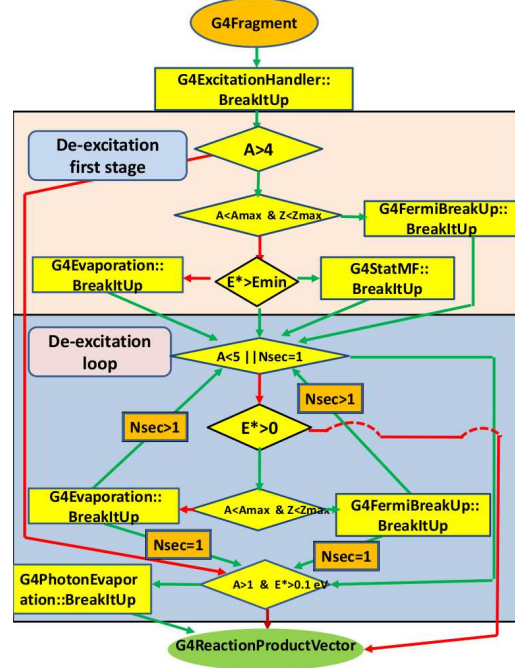 G4Fragment
G4ExcitationHandler::
BreakItUp
De-excitation
first stage
A>4
A<Amax & Z<Zmax
G4FermiBreakUp::
BreakItUp
G4Evaporation::
BreakItUp
E*>Emin
G4StatMF::
BreakItUp
De-excitation
loop
A<5 ||Nsec=1
Nsec>1
Nsec>1
E*>0
G4Evaporation::
BreakItUp
A<Amax & Z<Zmax
G4FermiBreakUp::
BreakItUp
Nsec=1
Nsec=1
G4PhotonEvapor
ation::BreakItUp
A>1 & E*>0.1 eV
G4ReactionProductVector